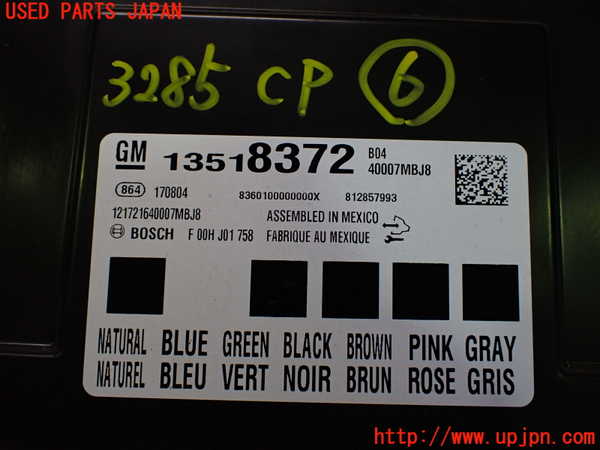 USED PARTS JAPAN
3285 CP 6
GM 13518372 B04 40007MBJ8
864 170804 8360100000000X 812857993
121721640007MBJ8 ASSEMBLED IN MEXICO
BOSCH F 00H J01 758 FABRIQUE AU MEXIQUE
NATURAL BLUE GREEN BLACK BROWN PINK GRAY
NATUREL BLEU VERT NOIR BRUN ROSE GRIS
http://www.upjpn.com/